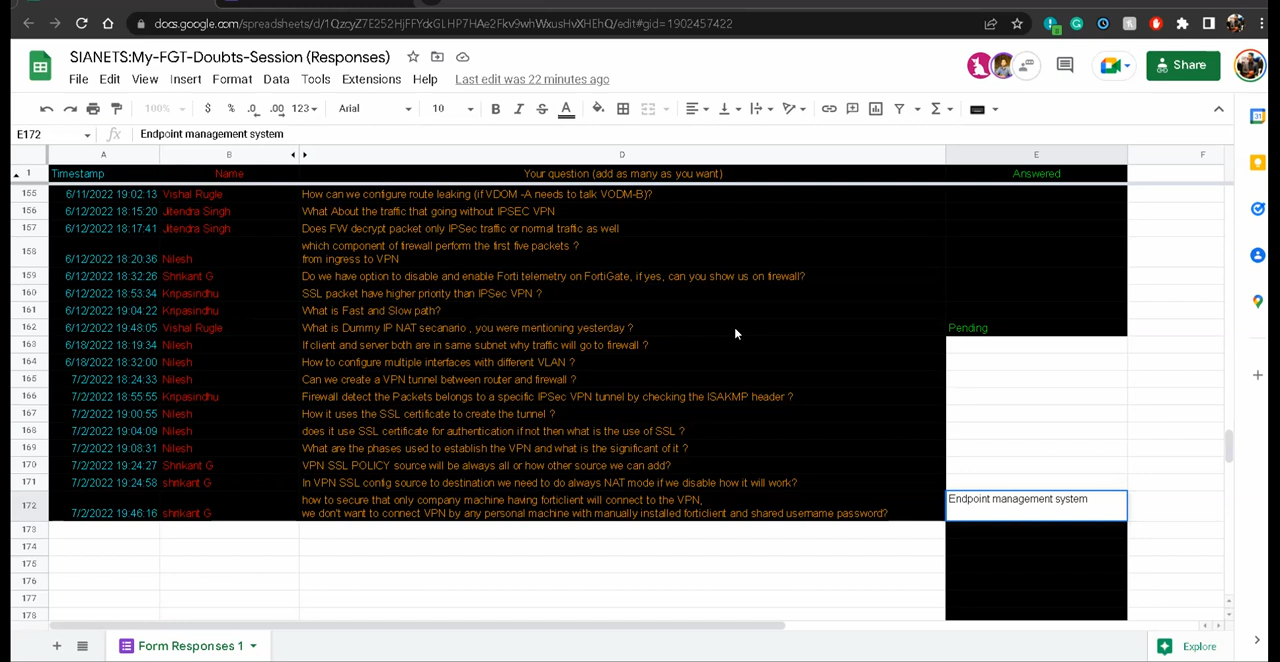 docs.google.com/spreadsheets/d/1QzcyZ7E252HjFFYdcGLHP7HAe2Fkv9whWxusHvXHEhQ/edit#gid=1902457722
SIANETS:My-FGT-Doubts-Session (Responses)
File Edit View Insert Format Data Tools Extensions Help Last edit was 22 minutes ago
Share
100% $ % .0 .00 123 Arial 10 B I S A
E172 fx Endpoint management system
A B D E F
1 Timestamp Name Your question (add as many as you want) Answered
155 6/11/2022 19:02:13 Vishal Rugle How can we configure route leaking (if VDOM -A needs to talk VODM-B)?
156 6/12/2022 18:15:20 Jitendra Singh What About the traffic that going without IPSEC VPN
157 6/12/2022 18:17:41 Jitendra Singh Does FW decrypt packet only IPSec traffic or normal traffic as well
which component of firewall perform the first five packets ?
158 6/12/2022 18:20:36 Nilesh from ingress to VPN
159 6/12/2022 18:32:26 Shrikant G Do we have option to disable and enable Forti telemetry on FortiGate, if yes, can you show us on firewall?
160 6/12/2022 18:53:34 Kripasindhu SSL packet have higher priority than IPSec VPN ?
161 6/12/2022 19:04:22 Kripasindhu What is Fast and Slow path?
162 6/12/2022 19:48:05 Vishal Rugle What is Dummy IP NAT secanario , you were mentioning yesterday ? Pending
163 6/18/2022 18:19:34 Nilesh If client and server both are in same subnet why traffic will go to firewall ?
164 6/18/2022 18:32:00 Nilesh How to configure multiple interfaces with different VLAN ?
165 7/2/2022 18:24:33 Nilesh Can we create a VPN tunnel between router and firewall ?
166 7/2/2022 18:55:55 Kripasindhu Firewall detect the Packets belongs to a specific IPSec VPN tunnel by checking the ISAKMP header ?
167 7/2/2022 19:00:55 Nilesh How it uses the SSL certificate to create the tunnel ?
168 7/2/2022 19:04:09 Nilesh does it use SSL certificate for authentication if not then what is the use of SSL ?
169 7/2/2022 19:08:31 Nilesh What are the phases used to establish the VPN and what is the significant of it ?
170 7/2/2022 19:24:27 Shrikant G VPN SSL POLICY source will be always all or how other source we can add?
171 7/2/2022 19:24:58 shrikant G In VPN SSL config source to destination we need to do always NAT mode if we disable how it will work?
how to secure that only company machine having forticlient will connect to the VPN, Endpoint management system
172 7/2/2022 19:46:16 shrikant G we don't want to connect VPN by any personal machine with manually installed forticlient and shared username password?
173
174
175
176
177
178
Form Responses 1 Explore